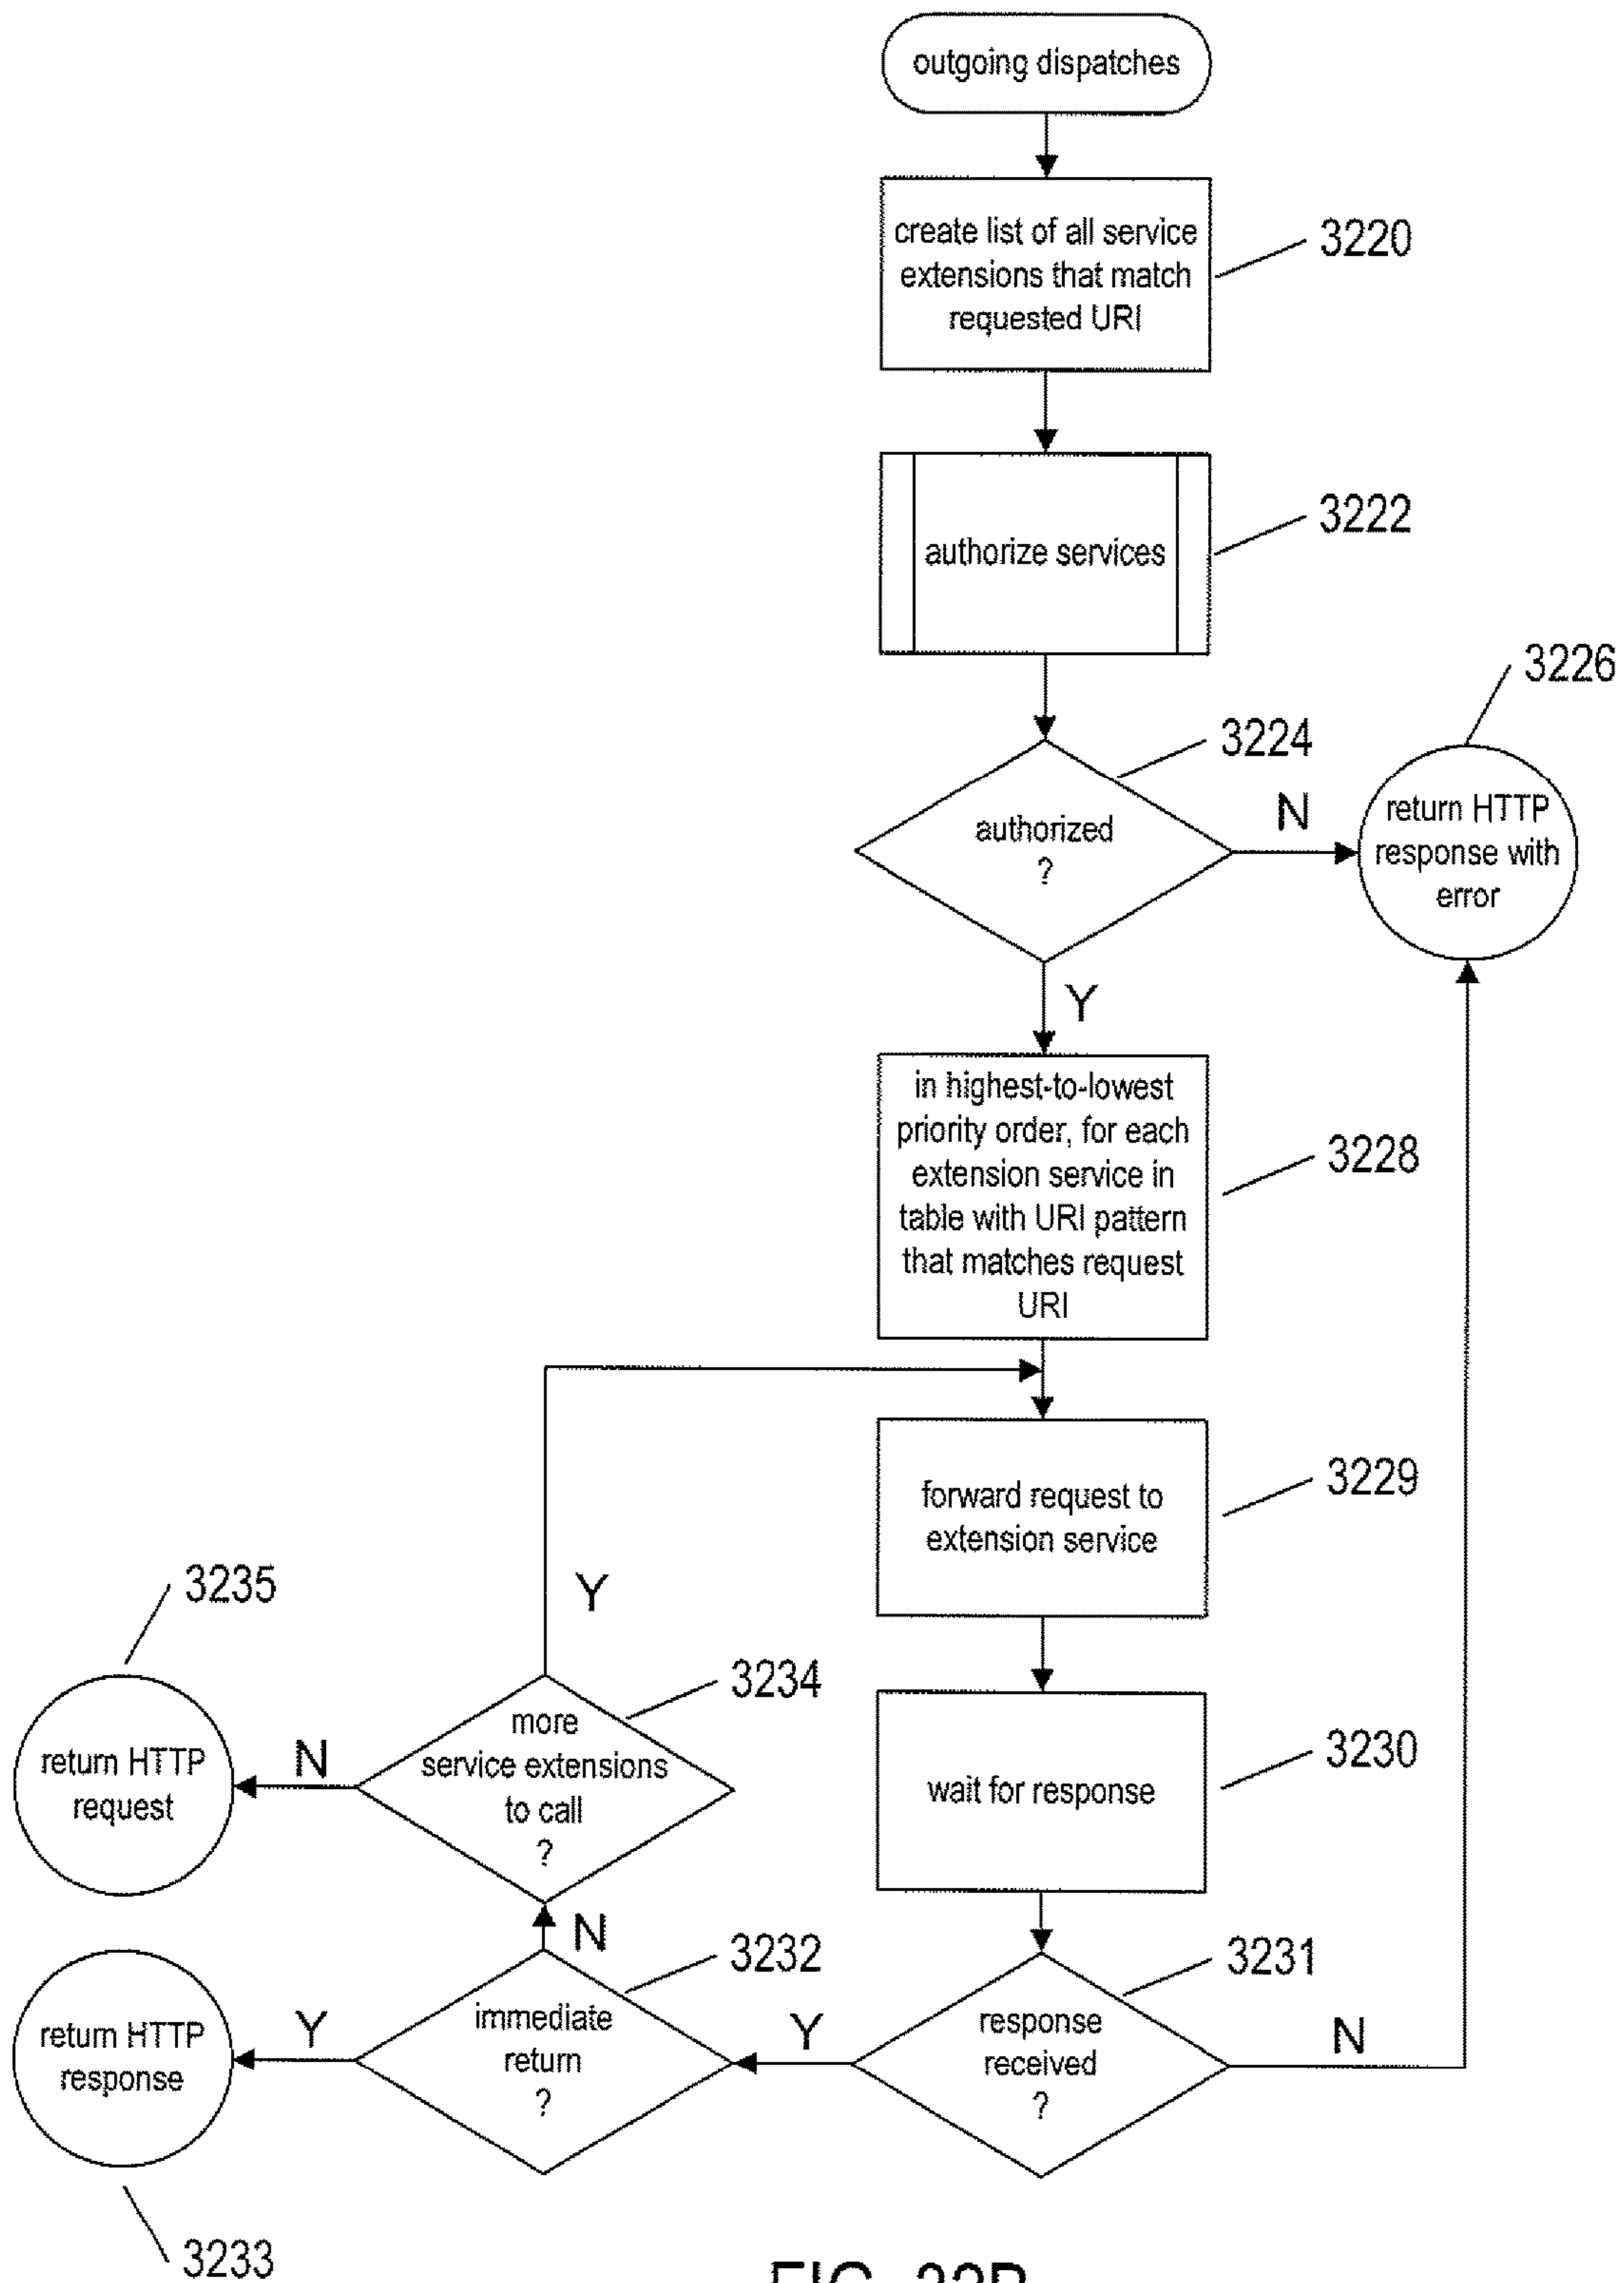 outgoing dispatches
create list of all service
extensions that match
requested URI
3220
authorize services
3222
3226
3224
authorized
?
N
return HTTP
response with
error
Y
in highest-to-lowest
priority order, for each
extension service in
table with URI pattern
that matches request
URI
3228
forward request to
extension service
3229
Y
3235
3234
more
service extensions
to call
?
N
return HTTP
request
wait for response
3230
N
3232
3231
immediate
return
?
Y
return HTTP
response
Y
response
received
?
N
3233